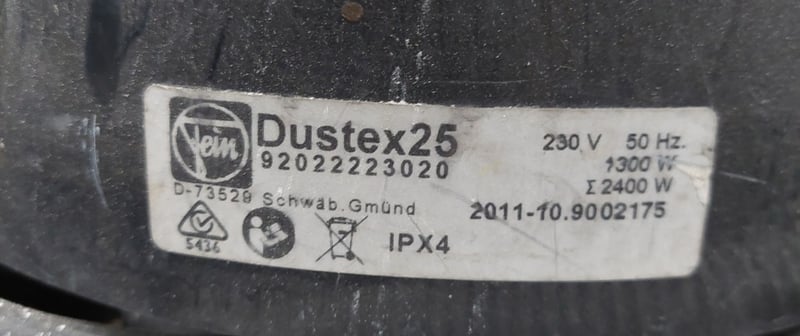 Fein
Dustex25
92022223020
D-73529 Schwäb.Gmünd
230 V 50 Hz.
1300 W
Σ 2400 W
2011-10.9002175
5436
IPX4